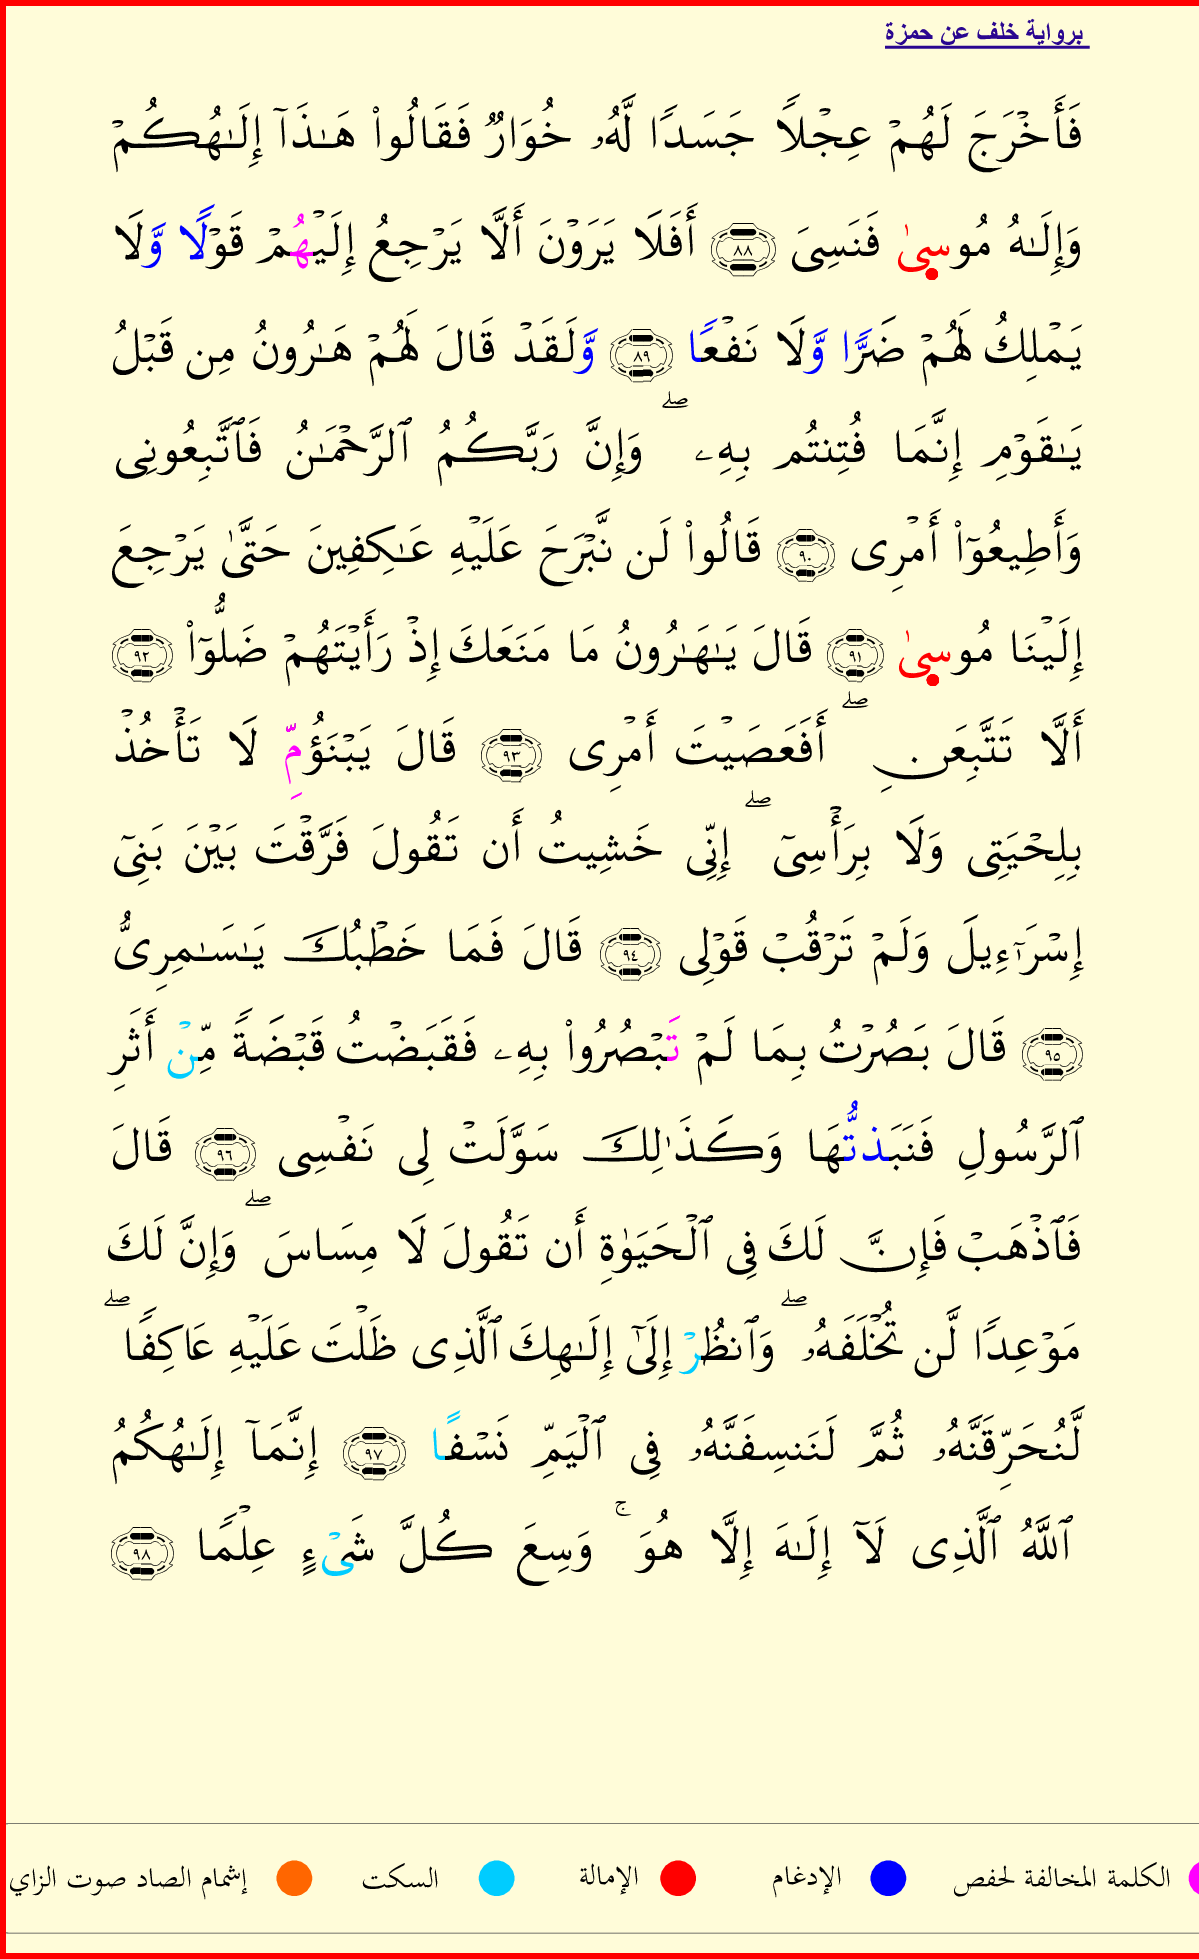 برواية خلف عن حمزة
فَأَخۡرَجَ لَهُمۡ عِجۡلًا جَسَدًا لَّهُۥ خُوَارٌ فَقَالُواْ هَٰذَآ إِلَٰهُكُمۡ
وَإِلَٰهُ مُوسىٰ فَنَسِىَ ٨٨ أَفَلَا يَرَوۡنَ أَلَّا يَرۡجِعُ إِلَيۡهُمۡ قَوۡلًا وَّلَا
يَمۡلِكُ لَهُمۡ ضَرًّا وَّلَا نَفۡعًا ٨٩ وَّلَقَدۡ قَالَ لَهُمۡ هَٰرُونُ مِن قَبۡلُ
يَٰقَوۡمِ إِنَّمَا فُتِنتُم بِهِۦۖ وَإِنَّ رَبَّكُمُ ٱلرَّحۡمَٰنُ فَٱتَّبِعُونِى
وَأَطِيعُوٓاْ أَمۡرِى ٩٠ قَالُواْ لَن نَّبۡرَحَ عَلَيۡهِ عَٰكِفِينَ حَتَّىٰ يَرۡجِعَ
إِلَيۡنَا مُوسىٰ ٩١ قَالَ يَٰهَٰرُونُ مَا مَنَعَكَ إِذۡ رَأَيۡتَهُمۡ ضَلُّوٓاْ ٩٢
أَلَّا تَتَّبِعَنِۖ أَفَعَصَيۡتَ أَمۡرِى ٩٣ قَالَ يَبۡنَؤُمِّ لَا تَأۡخُذۡ
بِلِحۡيَتِى وَلَا بِرَأۡسِىٓۖ إِنِّى خَشِيتُ أَن تَقُولَ فَرَّقۡتَ بَيۡنَ بَنِىٓ
إِسۡرَٰٓءِيلَ وَلَمۡ تَرۡقُبۡ قَوۡلِى ٩٤ قَالَ فَمَا خَطۡبُكَ يَٰسَٰمِرِىُّ
٩٥ قَالَ بَصُرۡتُ بِمَا لَمۡ تَبۡصُرُواْ بِهِۦ فَقَبَضۡتُ قَبۡضَةً مِّنۡ أَثَرِ
ٱلرَّسُولِ فَنَبَذتُّهَا وَكَذَٰلِكَ سَوَّلَتۡ لِى نَفۡسِى ٩٦ قَالَ
فَٱذۡهَبۡ فَإِنَّ لَكَ فِى ٱلۡحَيَوٰةِ أَن تَقُولَ لَا مِسَاسَۖ وَإِنَّ لَكَ
مَوۡعِدًا لَّن تُخۡلَفَهُۥۖ وَٱنظُرۡ إِلَىٰٓ إِلَٰهِكَ ٱلَّذِى ظَلۡتَ عَلَيۡهِ عَاكِفًاۖ
لَّنُحَرِّقَنَّهُۥ ثُمَّ لَنَنسِفَنَّهُۥ فِى ٱلۡيَمِّ نَسۡفًا ٩٧ إِنَّمَآ إِلَٰهُكُمُ
ٱللَّهُ ٱلَّذِى لَآ إِلَٰهَ إِلَّا هُوَۚ وَسِعَ كُلَّ شَىۡءٍ عِلۡمًا ٩٨
الكلمة المخالفة لحفص الإدغام الإمالة السكت إشمام الصاد صوت الزاي